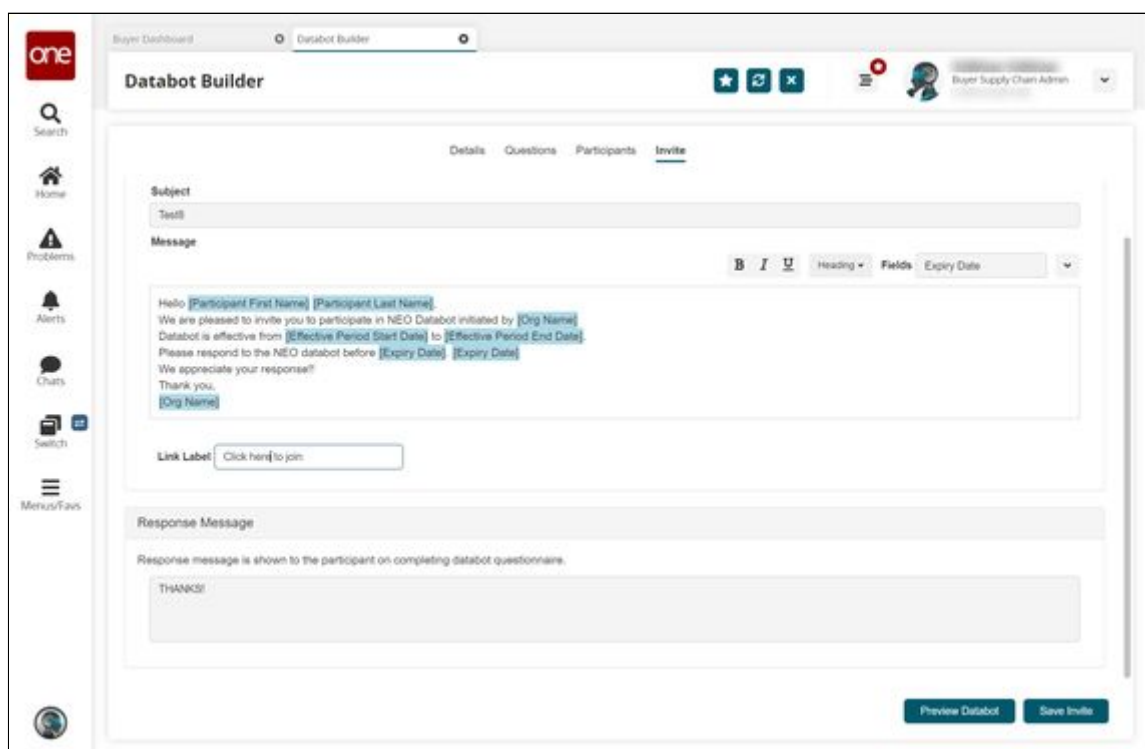 one
Buyer Dashboard
Databot Builder
Databot Builder
Buyer Supply Chain Admin
Search
Home
Problems
Alerts
Chats
Switch
Menus/Favs
Details Questions Participants Invite
Subject
Message
B I U Heading Fields Expiry Date
Hello [Participant First Name] [Participant Last Name],
We are pleased to invite you to participate in NEO Databot initiated by [Org Name]
Databot is effective from [Effective Period Start Date] to [Effective Period End Date].
Please respond to the NEO databot before [Expiry Date]. [Expiry Date]
We appreciate your response!!
Thank you,
[Org Name]
Link Label Click here to join
Response Message
Response message is shown to the participant on completing databot questionnaire.
THANKS!
Preview Databot Save Invite